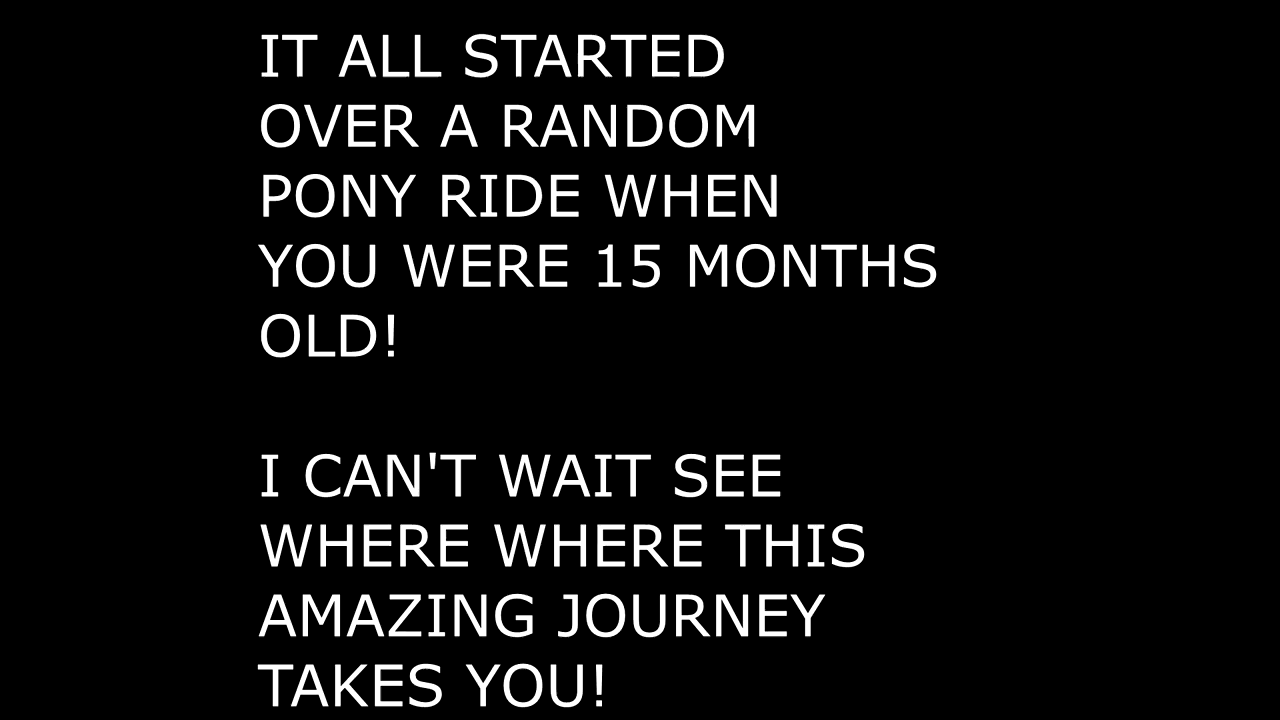 IT ALL STARTED
OVER A RANDOM
PONY RIDE WHEN
YOU WERE 15 MONTHS
OLD!
I CAN'T WAIT SEE
WHERE WHERE THIS
AMAZING JOURNEY
TAKES YOU!